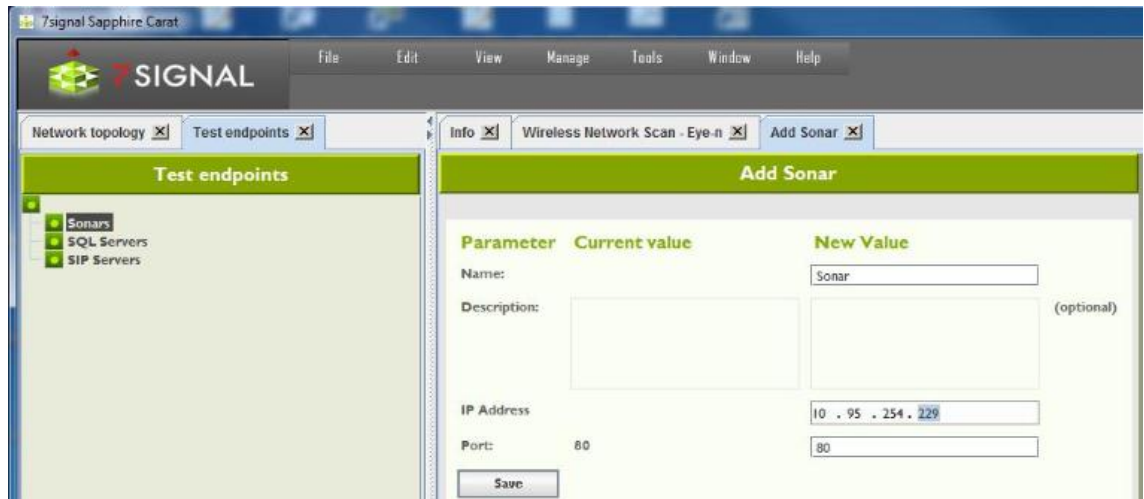 7signal Sapphire Carat
7SIGNAL
File Edit View Manage Tools Window Help
Network topology Test endpoints
Info Wireless Network Scan - Eye-n Add Sonar
Test endpoints
Sonars
SQL Servers
SIP Servers
Add Sonar
Parameter Current value New Value
Name: Sonar
Description: (optional)
IP Address 10 . 95 . 254 . 229
Port: 80 80
Save